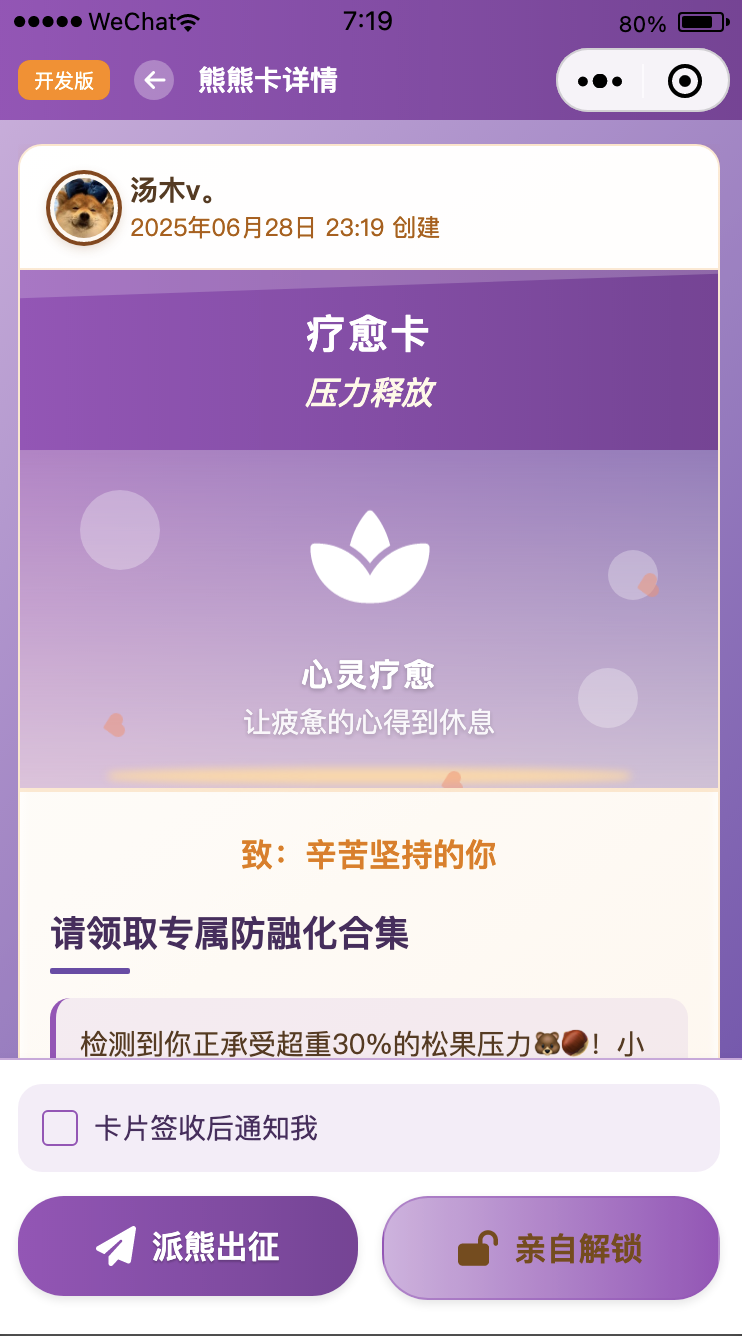 WeChat 7:19 80%
开发版 熊熊卡详情
汤木v。
2025年06月28日 23:19 创建
疗愈卡
压力释放
心灵疗愈
让疲惫的心得到休息
致：辛苦坚持的你
请领取专属防融化合集
检测到你正承受超重30%的松果压力🐻🌰！小
卡片签收后通知我
派熊出征 亲自解锁